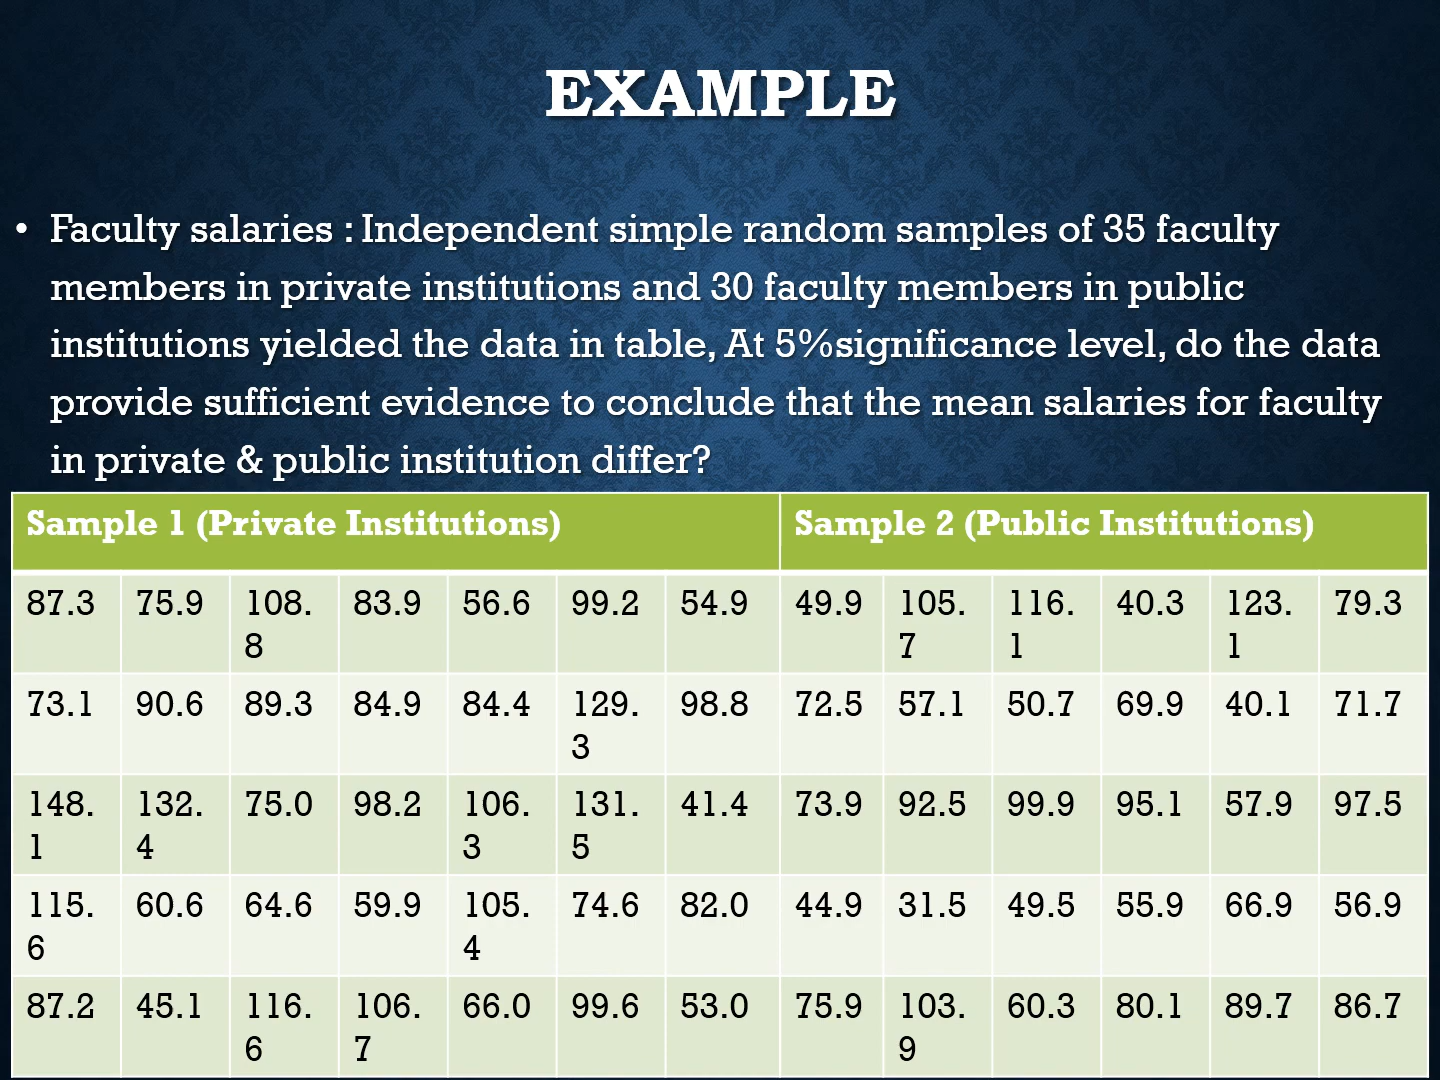 EXAMPLE
• Faculty salaries : Independent simple random samples of 35 faculty
members in private institutions and 30 faculty members in public
institutions yielded the data in table, At 5%significance level, do the data
provide sufficient evidence to conclude that the mean salaries for faculty
in private & public institution differ?
Sample 1 (Private Institutions) Sample 2 (Public Institutions)
87.3 75.9 108.8 83.9 56.6 99.2 54.9 49.9 105.7 116.1 40.3 123.1 79.3
73.1 90.6 89.3 84.9 84.4 129.3 98.8 72.5 57.1 50.7 69.9 40.1 71.7
148.1 132.4 75.0 98.2 106.3 131.5 41.4 73.9 92.5 99.9 95.1 57.9 97.5
115.6 60.6 64.6 59.9 105.4 74.6 82.0 44.9 31.5 49.5 55.9 66.9 56.9
87.2 45.1 116.6 106.7 66.0 99.6 53.0 75.9 103.9 60.3 80.1 89.7 86.7